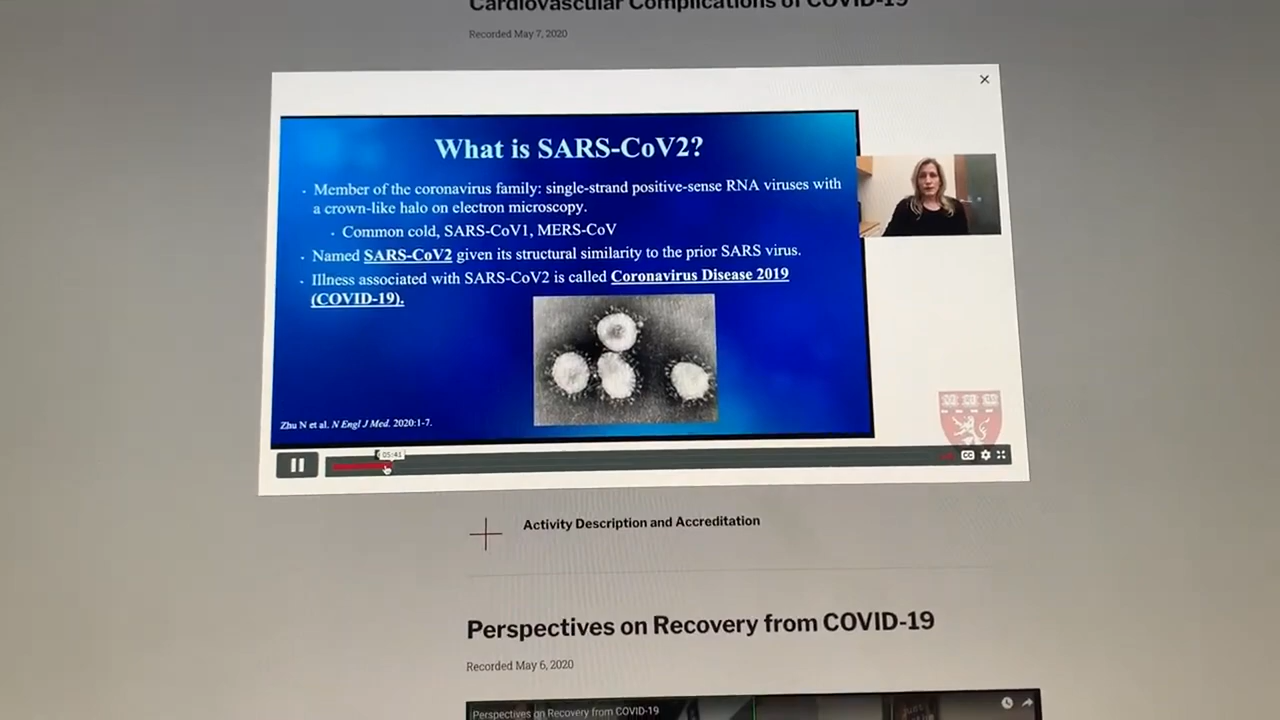 Cardiovascular Complications of COVID-19
Recorded May 7, 2020
What is SARS-CoV2?
Member of the coronavirus family: single-strand positive-sense RNA viruses with
a crown-like halo on electron microscopy.
Common cold, SARS-CoV1, MERS-CoV
Named SARS-CoV2 given its structural similarity to the prior SARS virus.
Illness associated with SARS-CoV2 is called Coronavirus Disease 2019
(COVID-19).
Zhu N et al. N Engl J Med. 2020:1-7.
05:41
CC
Activity Description and Accreditation
Perspectives on Recovery from COVID-19
Recorded May 6, 2020
Perspectives on Recovery from COVID-19